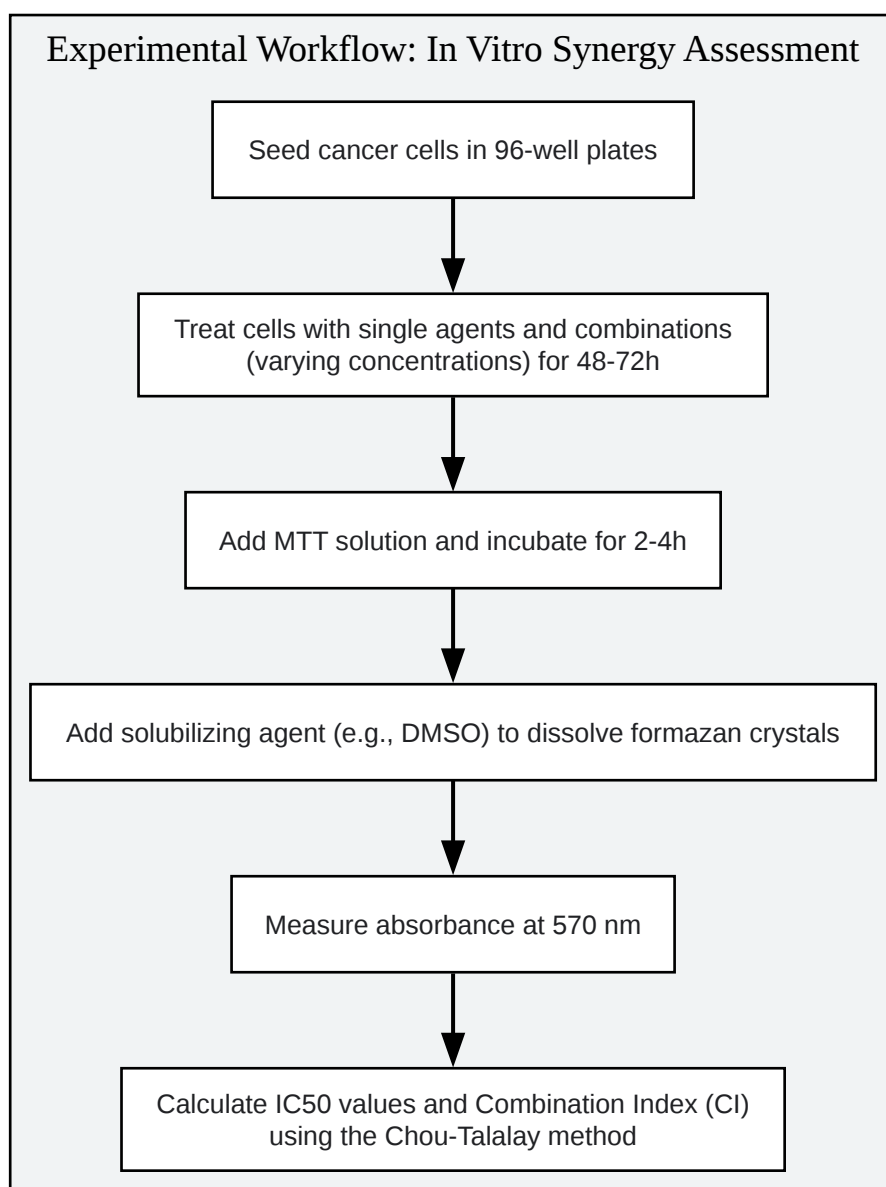 Experimental Workflow: In Vitro Synergy Assessment
Seed cancer cells in 96-well plates
Treat cells with single agents and combinations
(varying concentrations) for 48-72h
Add MTT solution and incubate for 2-4h
Add solubilizing agent (e.g., DMSO) to dissolve formazan crystals
Measure absorbance at 570 nm
Calculate IC50 values and Combination Index (CI)
using the Chou-Talalay method